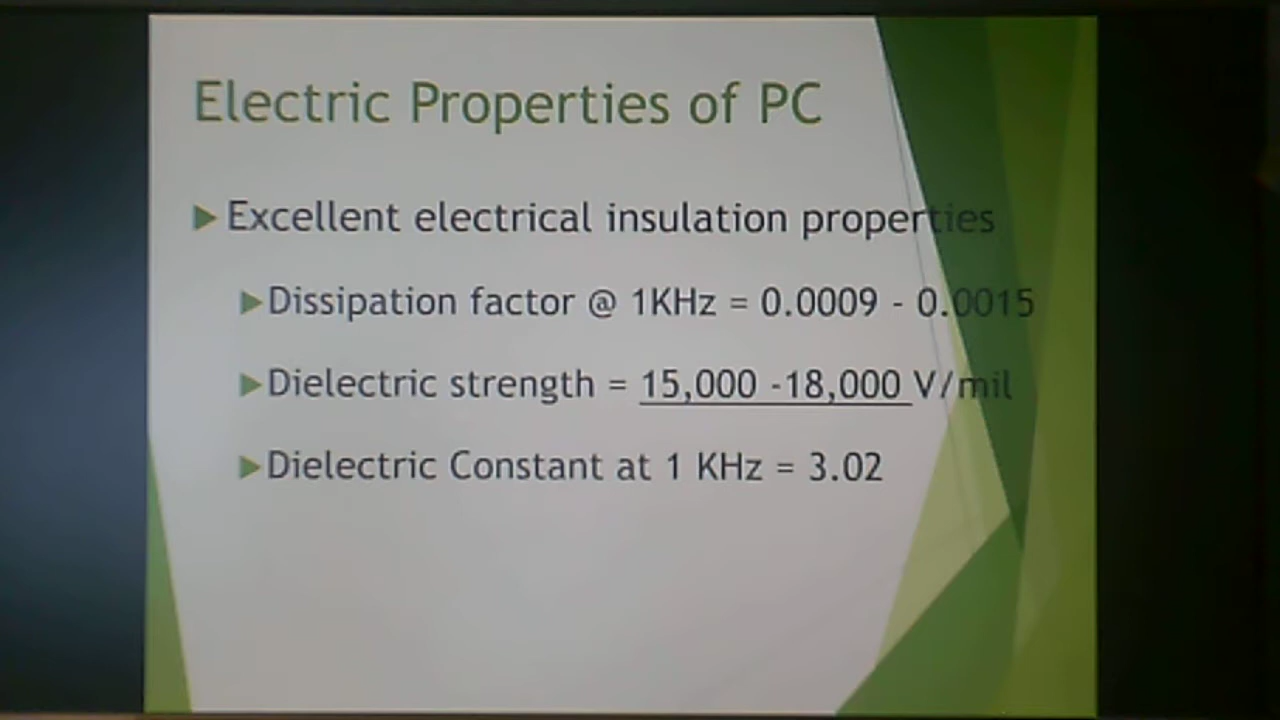 Electric Properties of PC
Excellent electrical insulation properties
Dissipation factor @ 1KHz = 0.0009 - 0.0015
Dielectric strength = 15,000 -18,000 V/mil
Dielectric Constant at 1 KHz = 3.02